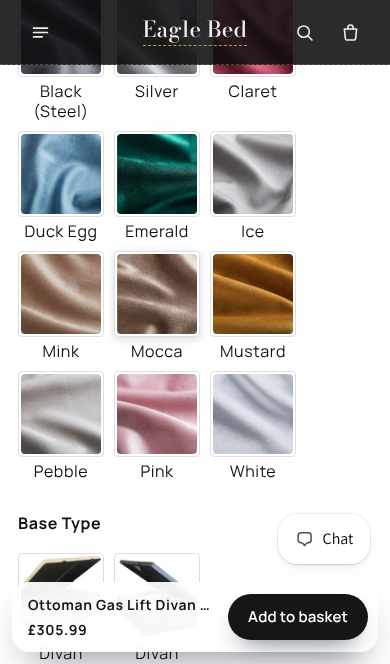 Eagle Bed
Black
(Steel)
Silver
Claret
Duck Egg
Emerald
Ice
Mink
Mocca
Mustard
Pebble
Pink
White
Base Type
Chat
Ottoman Gas Lift Divan ...
£305.99
Add to basket
Divan
Divan